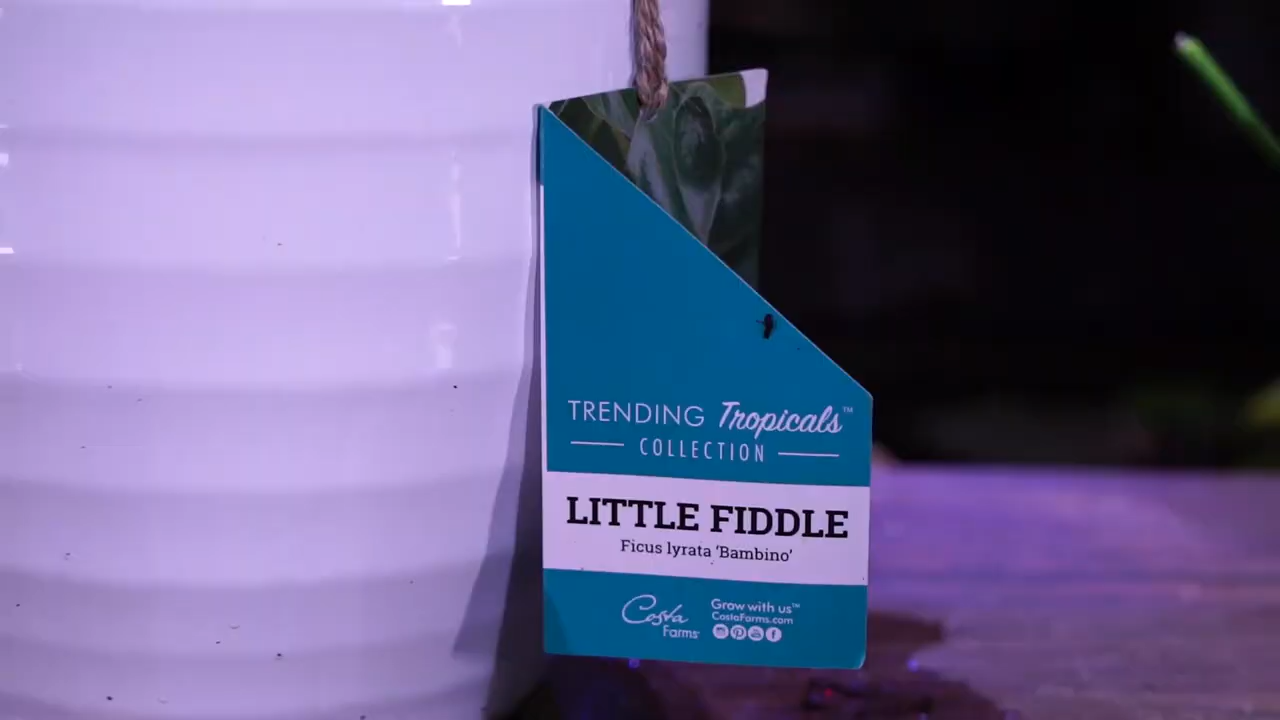 TRENDING Tropicals™
COLLECTION
LITTLE FIDDLE
Ficus lyrata 'Bambino'
Costa Farms
Grow with us™
CostaFarms.com